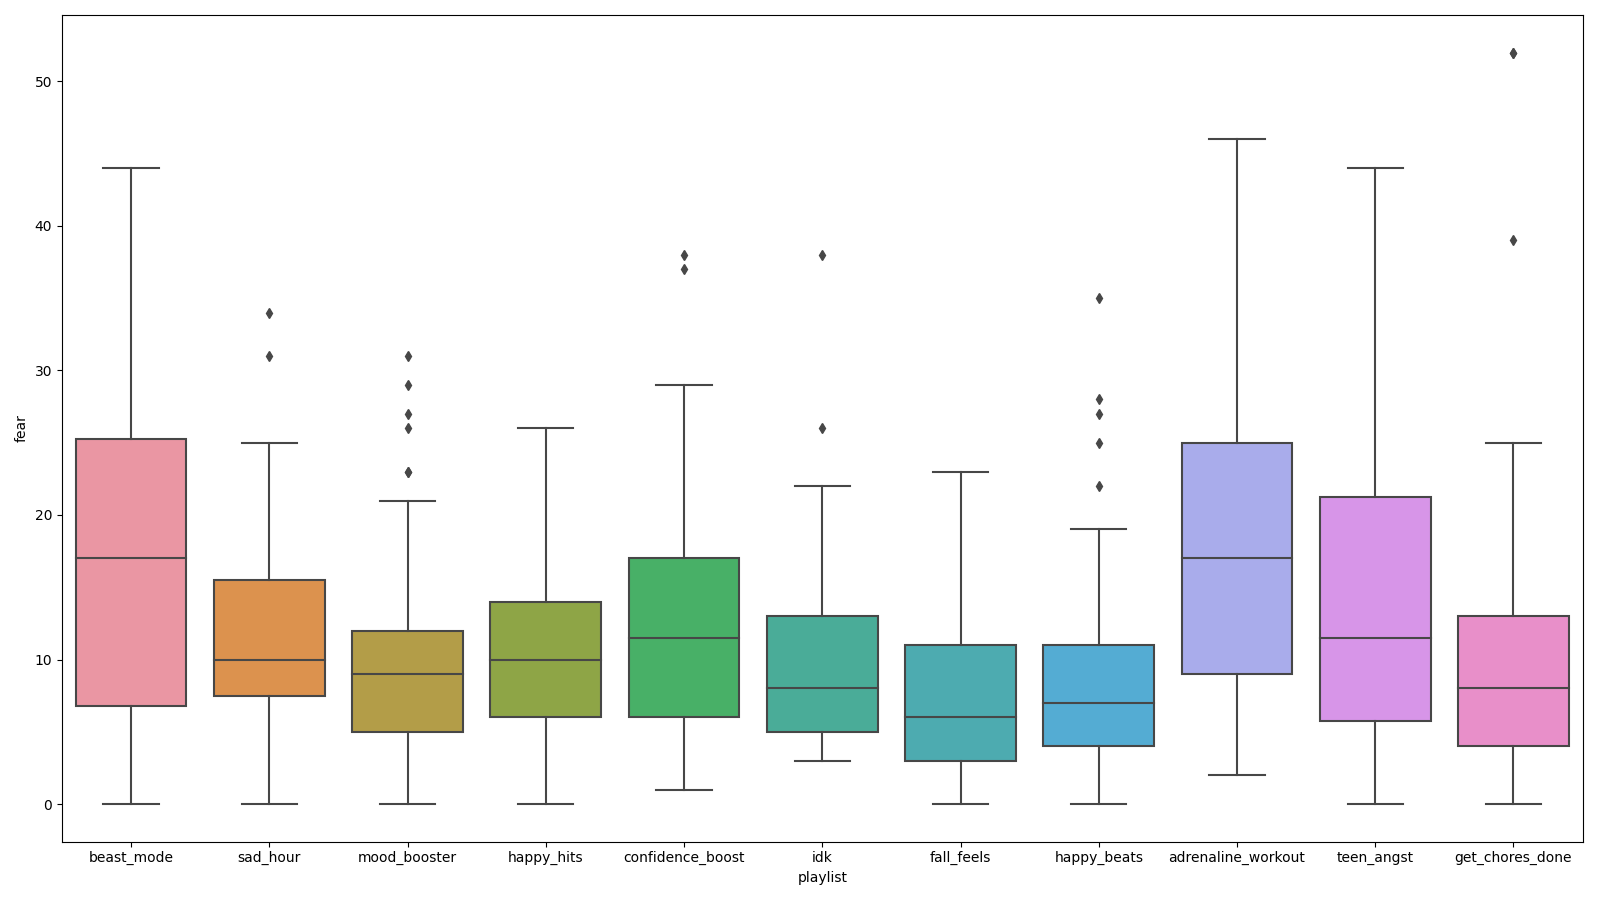 50
40
30
20
10
0
fear
beast_mode sad_hour mood_booster happy_hits confidence_boost idk fall_feels happy_beats adrenaline_workout teen_angst get_chores_done
playlist